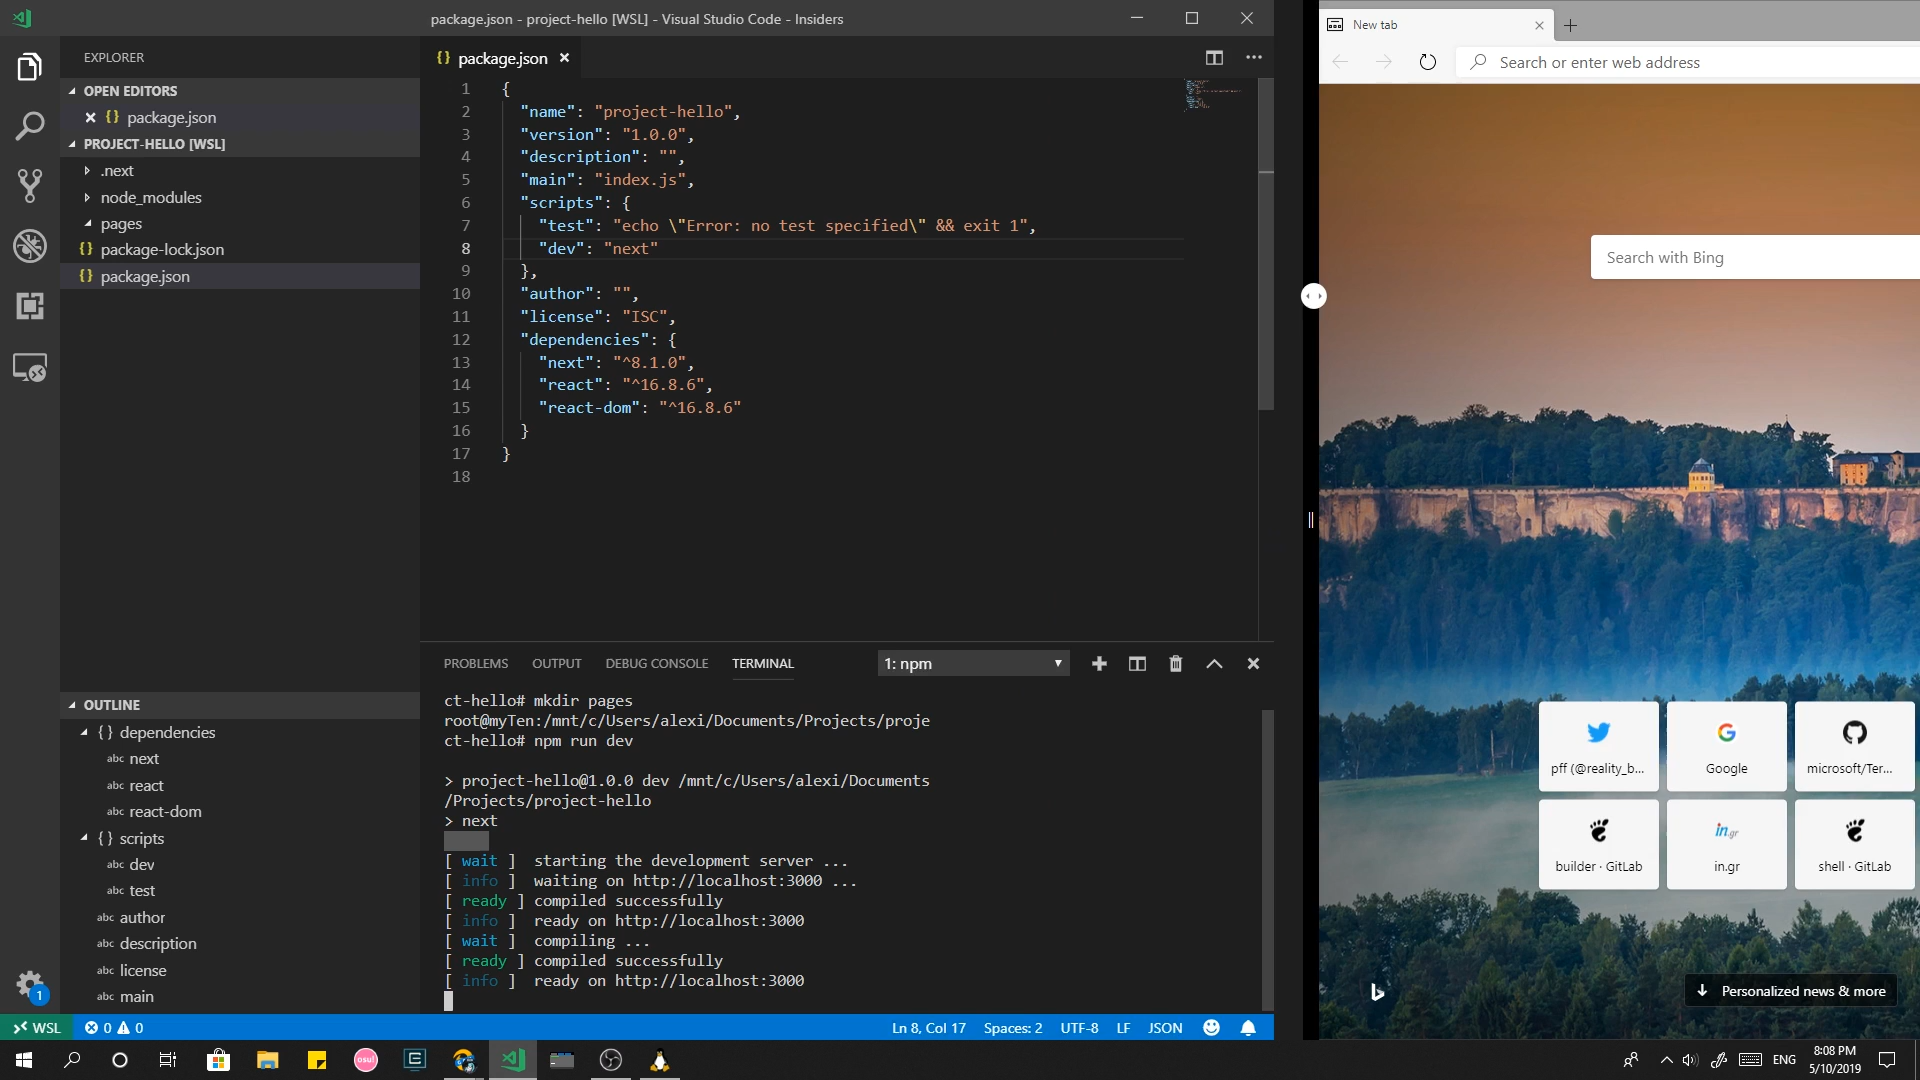 package.json - project-hello [WSL] - Visual Studio Code - Insiders
EXPLORER
OPEN EDITORS
package.json
PROJECT-HELLO [WSL]
.next
node_modules
pages
package-lock.json
package.json
OUTLINE
{ } dependencies
abc next
abc react
abc react-dom
{ } scripts
abc dev
abc test
abc author
abc description
abc license
abc main
{} package.json
1 {
2 "name": "project-hello",
3 "version": "1.0.0",
4 "description": "",
5 "main": "index.js",
6 "scripts": {
7 "test": "echo \"Error: no test specified\" && exit 1",
8 "dev": "next"
9 },
10 "author": "",
11 "license": "ISC",
12 "dependencies": {
13 "next": "^8.1.0",
14 "react": "^16.8.6",
15 "react-dom": "^16.8.6"
16 }
17 }
18
PROBLEMS OUTPUT DEBUG CONSOLE TERMINAL 1: npm
ct-hello# mkdir pages
root@myTen:/mnt/c/Users/alexi/Documents/Projects/proje
ct-hello# npm run dev
> project-hello@1.0.0 dev /mnt/c/Users/alexi/Documents
/Projects/project-hello
> next
[ wait ] starting the development server ...
[ info ] waiting on http://localhost:3000 ...
[ ready ] compiled successfully
[ info ] ready on http://localhost:3000
[ wait ] compiling ...
[ ready ] compiled successfully
[ info ] ready on http://localhost:3000
1
WSL 0 0 Ln 8, Col 17 Spaces: 2 UTF-8 LF JSON
New tab
Search or enter web address
Search with Bing
pff (@reality_b...
Google
microsoft/Ter...
in.gr
builder · GitLab
in.gr
shell · GitLab
Personalized news & more
osu!
ENG
8:08 PM
5/10/2019